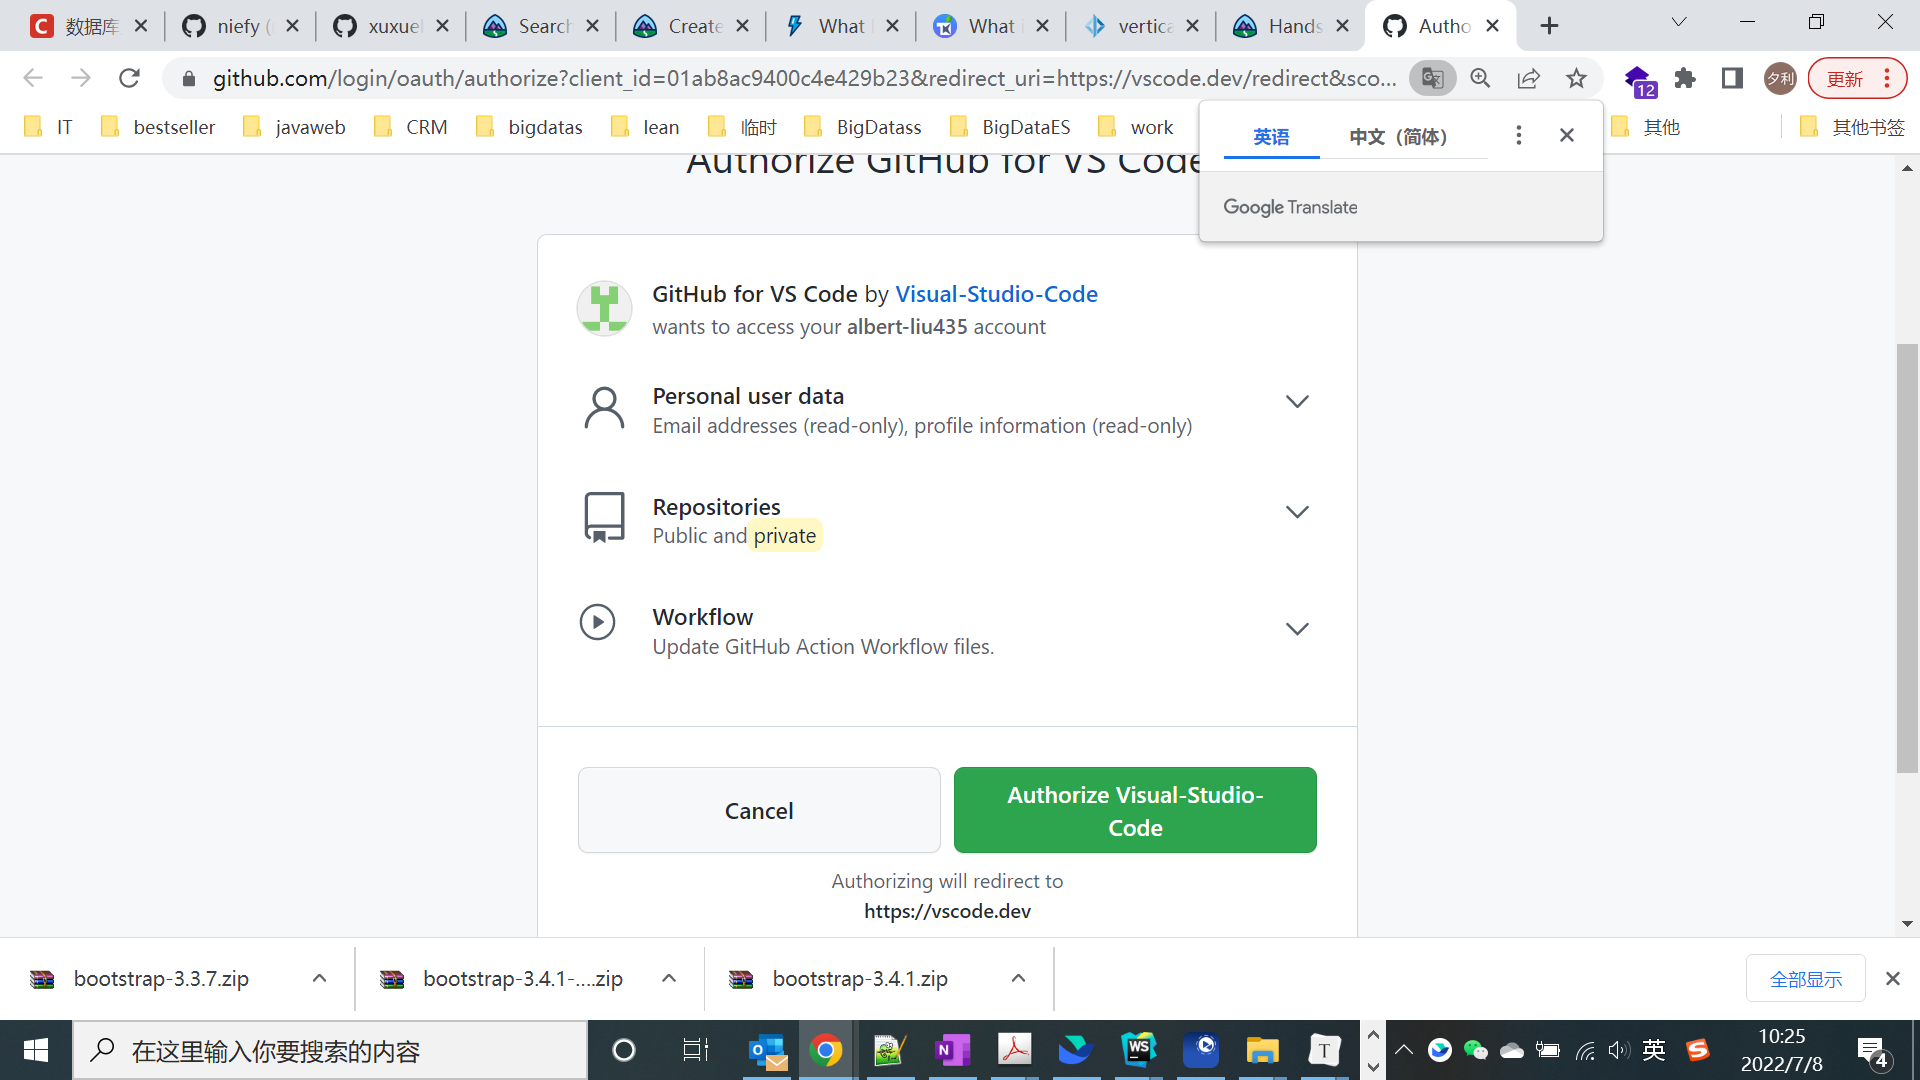 数据库
niefy (
xuxuel
Search
Create
What
What i
vertica
Hands
Autho
github.com/login/oauth/authorize?client_id=01ab8ac9400c4e429b23&redirect_uri=https://vscode.dev/redirect&sco...
12
夕利
更新
IT
bestseller
javaweb
CRM
bigdatas
lean
临时
BigDatass
BigDataES
work
其他
其他书签
英语
中文（简体）
Google Translate
Authorize GitHub for VS Code
GitHub for VS Code by Visual-Studio-Code
wants to access your albert-liu435 account
Personal user data
Email addresses (read-only), profile information (read-only)
Repositories
Public and private
Workflow
Update GitHub Action Workflow files.
Cancel
Authorize Visual-Studio-
Code
Authorizing will redirect to
https://vscode.dev
bootstrap-3.3.7.zip
bootstrap-3.4.1-....zip
bootstrap-3.4.1.zip
全部显示
在这里输入你要搜索的内容
英
10:25
2022/7/8
4